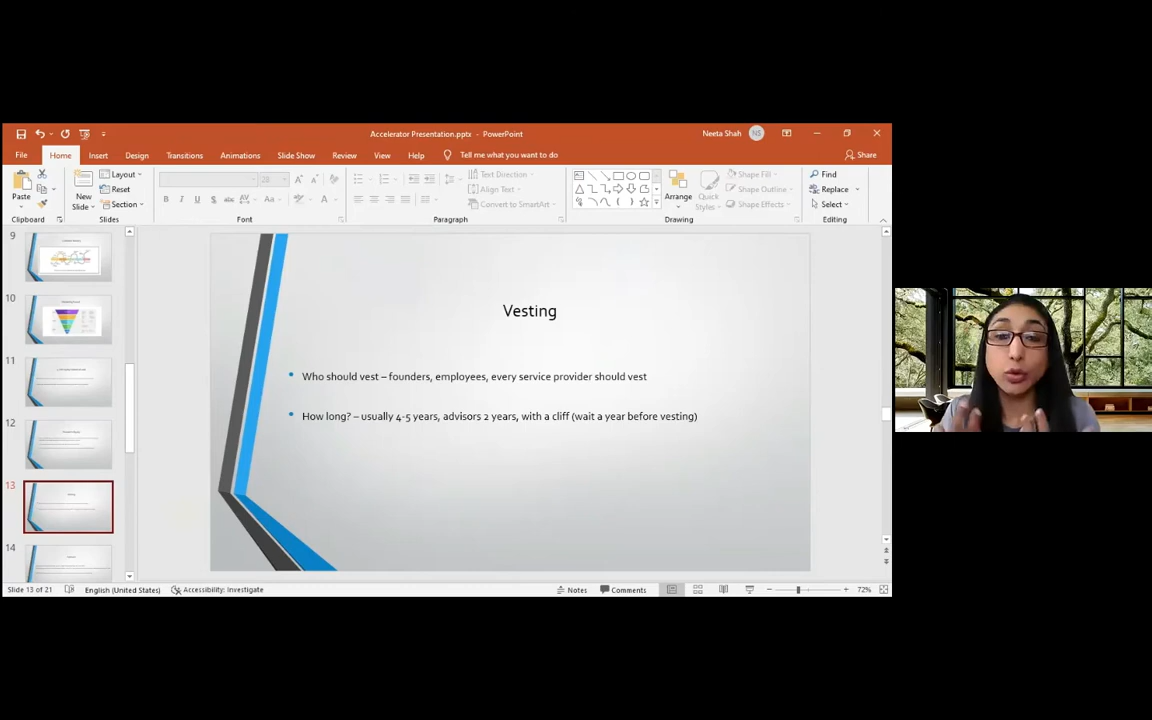 Accelerator Presentation.pptx - PowerPoint
Neeta Shah
NS
File
Home
Insert
Design
Transitions
Animations
Slide Show
Review
View
Help
Tell me what you want to do
Share
Paste
Clipboard
New
Slide
Layout
Reset
Section
Slides
28
Font
Text Direction
Align Text
Convert to SmartArt
Paragraph
Arrange
Quick
Styles
Shape Fill
Shape Outline
Shape Effects
Drawing
Find
Replace
Select
Editing
9
10
11
12
13
14
Vesting
Who should vest – founders, employees, every service provider should vest
How long? – usually 4-5 years, advisors 2 years, with a cliff (wait a year before vesting)
Slide 13 of 21
English (United States)
Accessibility: Investigate
Notes
Comments
72%